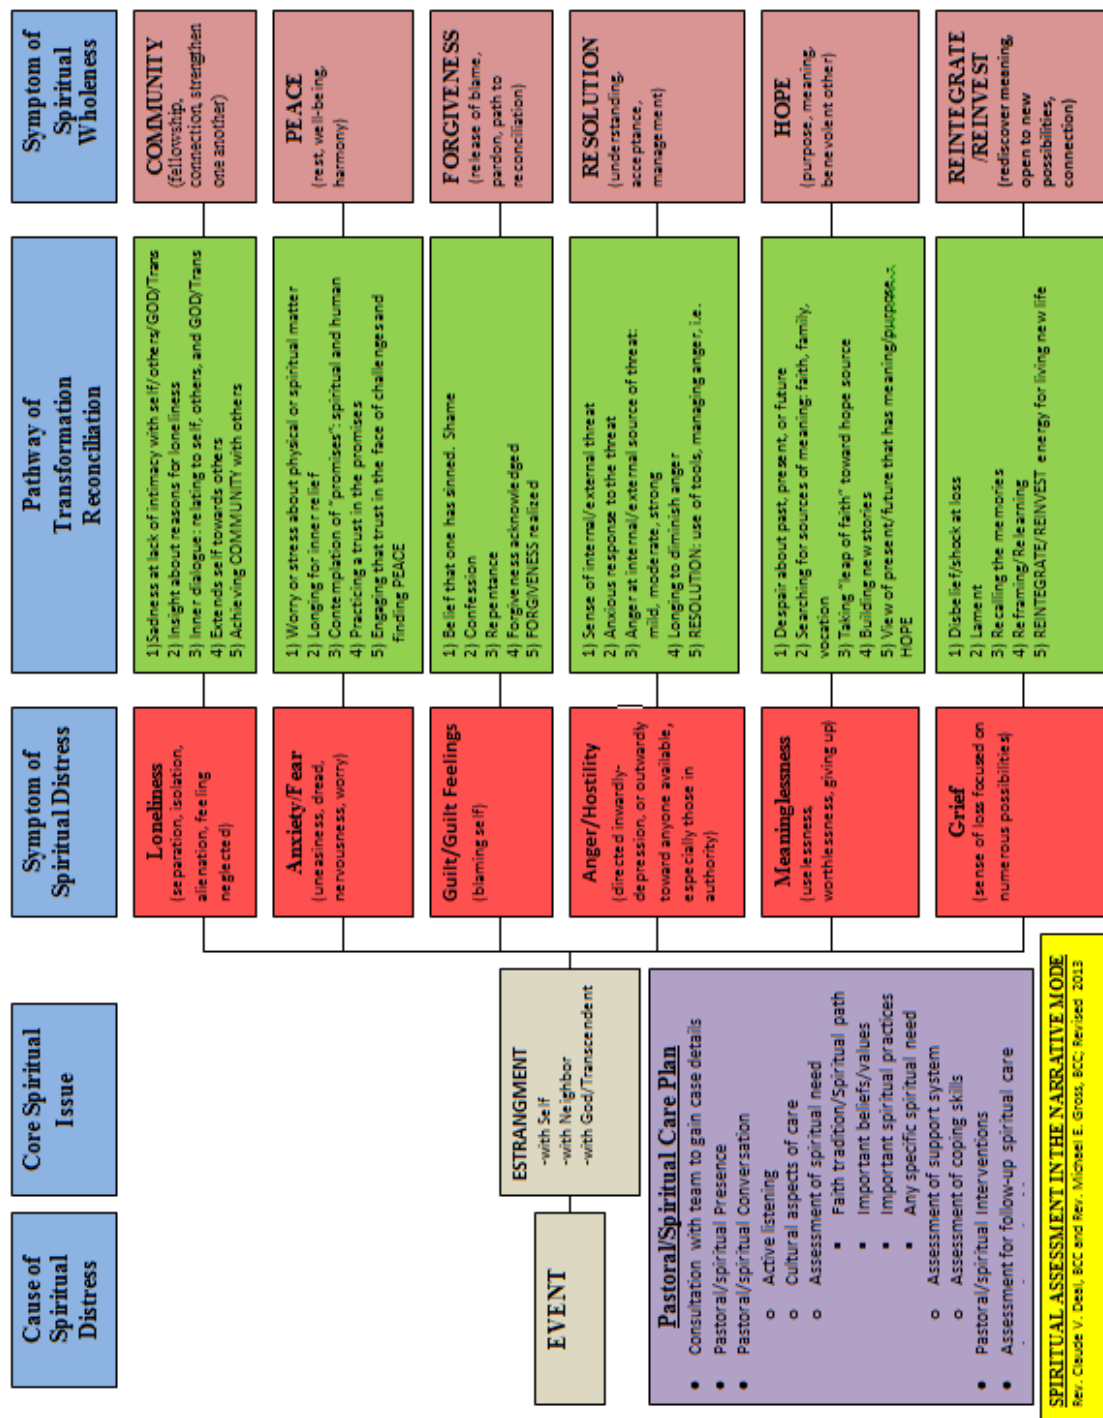 Cause of
Spiritual
Distress
Core Spiritual
Issue
Symptom of
Spiritual Distress
Pathway of
Transformation
Reconciliation
Symptom of
Spiritual
Wholeness
EVENT
ESTRANGMENT
-with Self
-with Neighbor
-with God/Transcendent
Loneliness
(separation, isolation,
alienation, feeling
neglected)
1)Sadness at lack of intimacy with self/others/GOD/Trans
2) Insight about reasons for loneliness
3) Inner dialogue: relating to self, others, and GOD/Trans
4) Extends self towards others
5) Achieving COMMUNITY with others
COMMUNITY
(fellowship,
connection, strengthen
one another)
Anxiety/Fear
(uneasiness, dread,
nervousness, worry)
1) Worry or stress about physical or spiritual matter
2) Longing for inner relief
3) Contemplation of "promises": spiritual and human
4) Practicing a trust in the promises
5) Engaging that trust in the face of challenges and
finding PEACE
PEACE
(rest, well-being,
harmony)
Guilt/Guilt Feelings
(blaming self)
1) Belief that one has sinned. Shame
2) Confession
3) Repentance
4) Forgiveness acknowledged
5) FORGIVENESS realized
FORGIVENESS
(release of blame,
pardon, path to
reconciliation)
Anger/Hostility
(directed inwardly-
depression, or outwardly
toward anyone available,
especially those in
authority)
1) Sense of internal/external threat
2) Anxious response to the threat
3) Anger at internal/external source of threat:
mild, moderate, strong
4) Longing to diminish anger
5) RESOLUTION: use of tools, managing anger, i.e.
RESOLUTION
(understanding,
acceptance,
management)
Meaninglessness
(uselessness,
worthlessness, giving up)
1) Despair about past, present, or future
2) Searching for sources of meaning: faith, family,
vocation
3) Taking "leap of faith" toward hope source
4) Building new stories
5) View of present/future that has meaning/purpose.-
HOPE
HOPE
(purpose, meaning,
benevolent other)
Grief
(sense of loss focused on
numerous possibilities)
1) Disbelief/shock at loss
2) Lament
3) Recalling the memories
4) Reframing/Relearning
5) REINTEGRATE/REINVEST energy for living new life
REINTEGRATE
/REINVEST
(rediscover meaning,
open to new
possibilities,
connection)
Pastoral/Spiritual Care Plan
• Consultation with team to gain case details
• Pastoral/spiritual Presence
• Pastoral/spiritual Conversation
o Active listening
o Cultural aspects of care
o Assessment of spiritual need
▪ Faith tradition/Spiritual path
▪ Important beliefs/values
▪ Important spiritual practices
▪ Any specific spiritual need
o Assessment of support system
o Assessment of coping skills
• Pastoral/spiritual Interventions
• Assessment for follow-up spiritual care
SPIRITUAL ASSESSMENT IN THE NARRATIVE MODE
Rev. Claude V. Deal, BCC and Rev. Michael E. Gross, BCC; Revised 2013